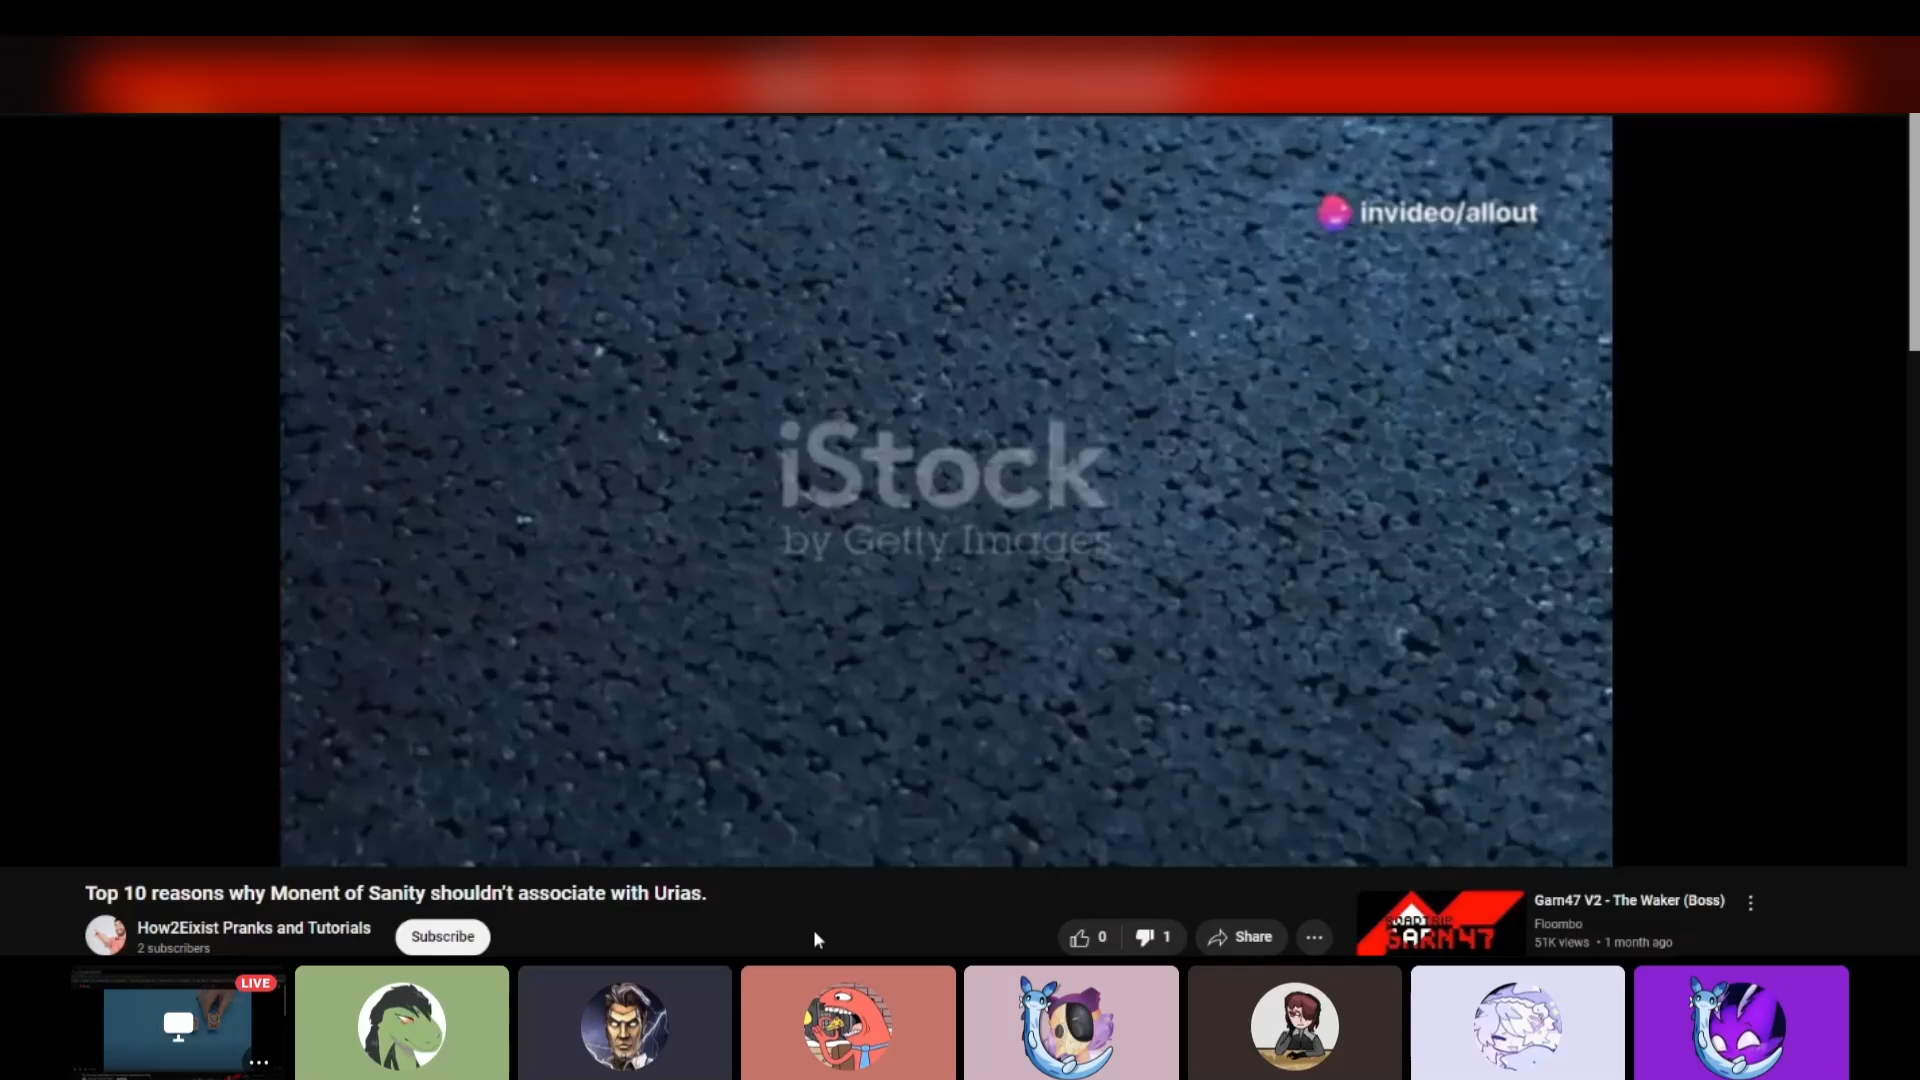 invideo/allout
iStock
by Getty Images
Top 10 reasons why Monent of Sanity shouldn't associate with Urias.
How2Eixist Pranks and Tutorials
2 subscribers
Subscribe
0
1
Share
ROADTRIP
GARN47
Garn47 V2 - The Waker (Boss)
Floombo
51K views • 1 month ago
LIVE